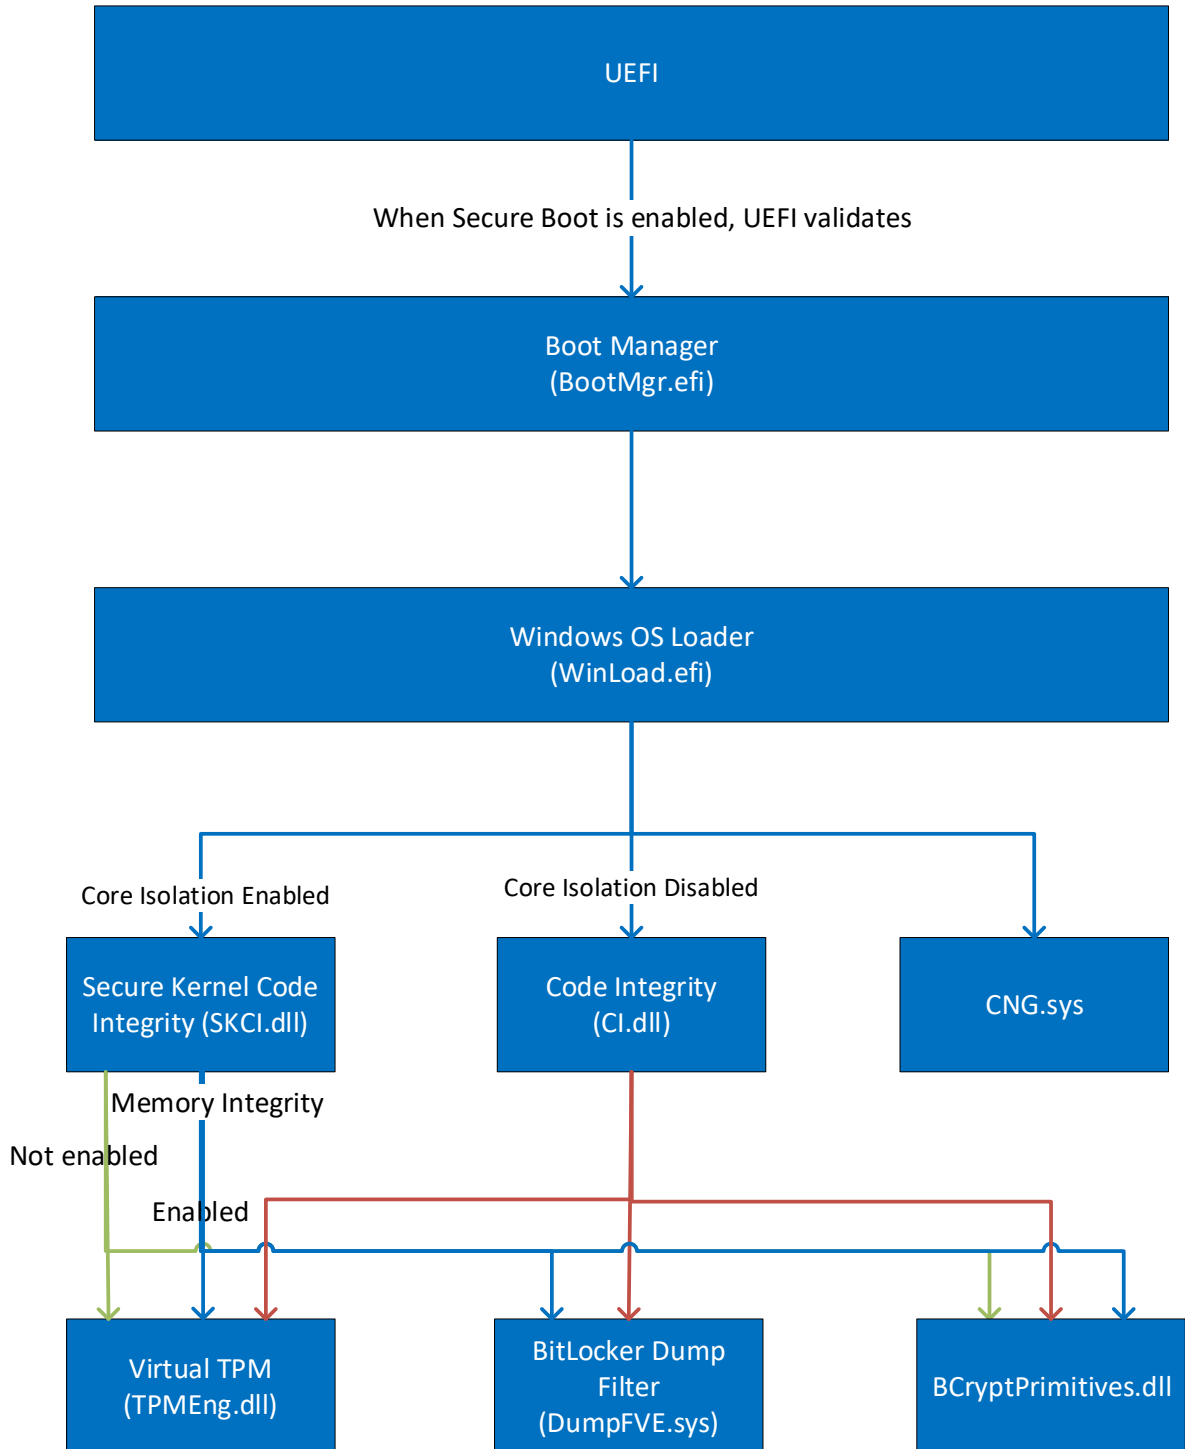 UEFI
When Secure Boot is enabled, UEFI validates
Boot Manager
(BootMgr.efi)
Windows OS Loader
(WinLoad.efi)
Core Isolation Enabled
Core Isolation Disabled
Secure Kernel Code
Integrity (SKCI.dll)
Code Integrity
(CI.dll)
CNG.sys
Memory Integrity
Not enabled
Enabled
Virtual TPM
(TPMEng.dll)
BitLocker Dump
Filter
(DumpFVE.sys)
BCryptPrimitives.dll